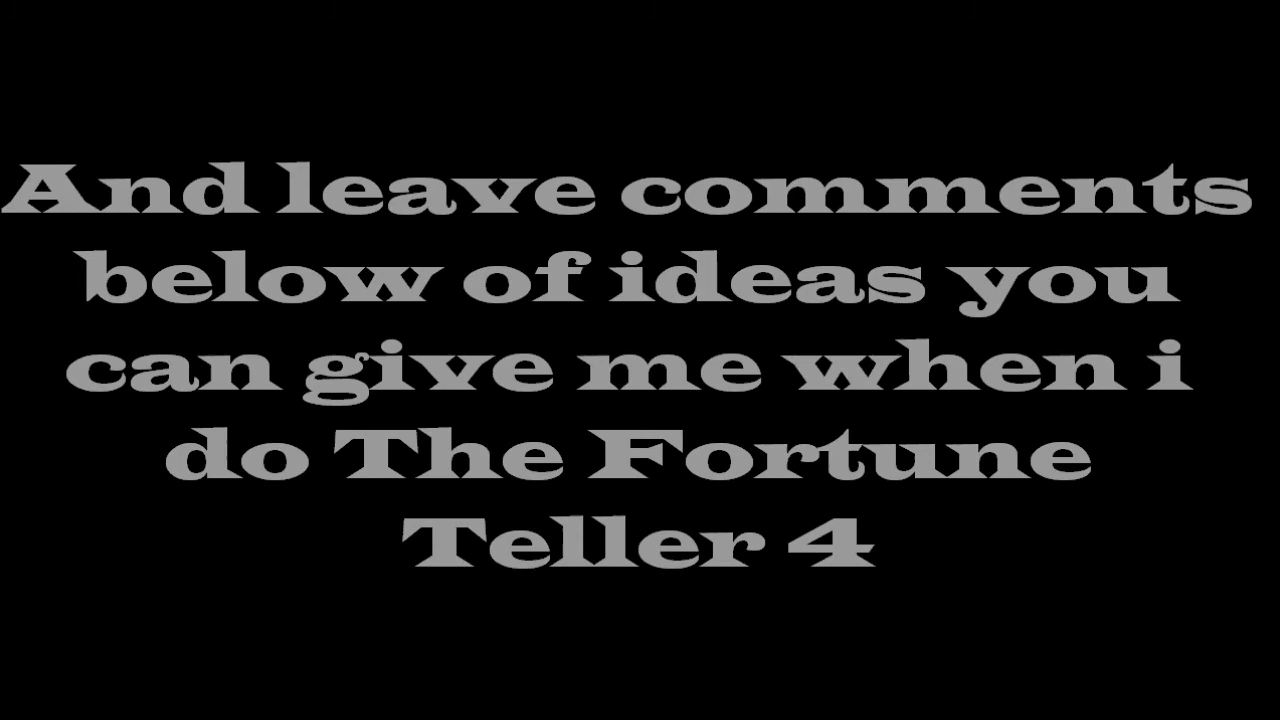 And leave comments
below of ideas you
can give me when i
do The Fortune
Teller 4